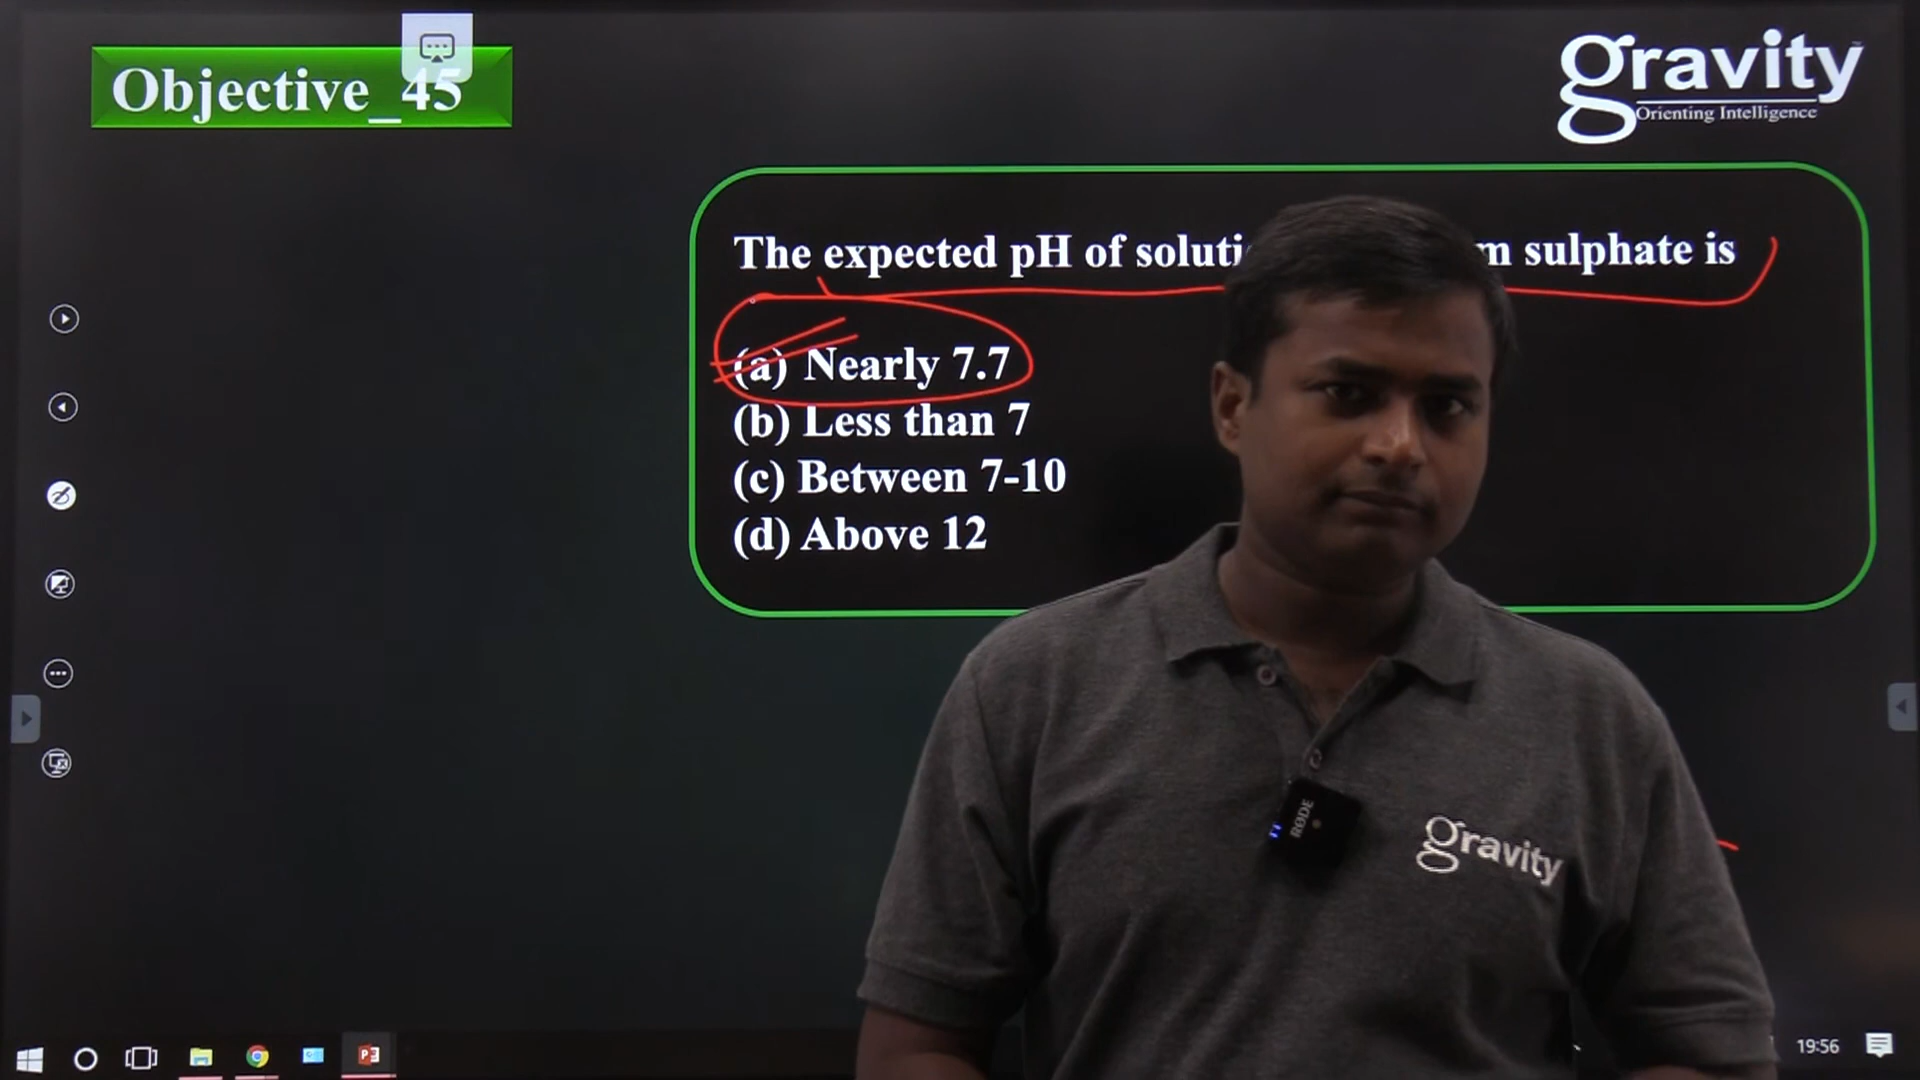 Objective_45
gravity
Orienting Intelligence
The expected pH of soluti m sulphate is
(a) Nearly 7.7
(b) Less than 7
(c) Between 7-10
(d) Above 12
RØDE
gravity
19:56